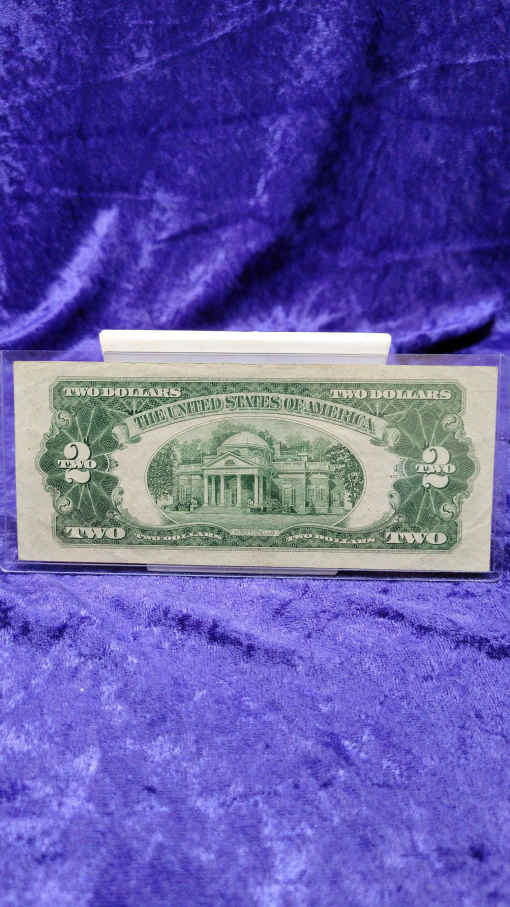 TWO DOLLARS TWO DOLLARS
THE UNITED STATES OF AMERICA
2 2
TWO TWO
TWO TWO DOLLARS TWO DOLLARS TWO